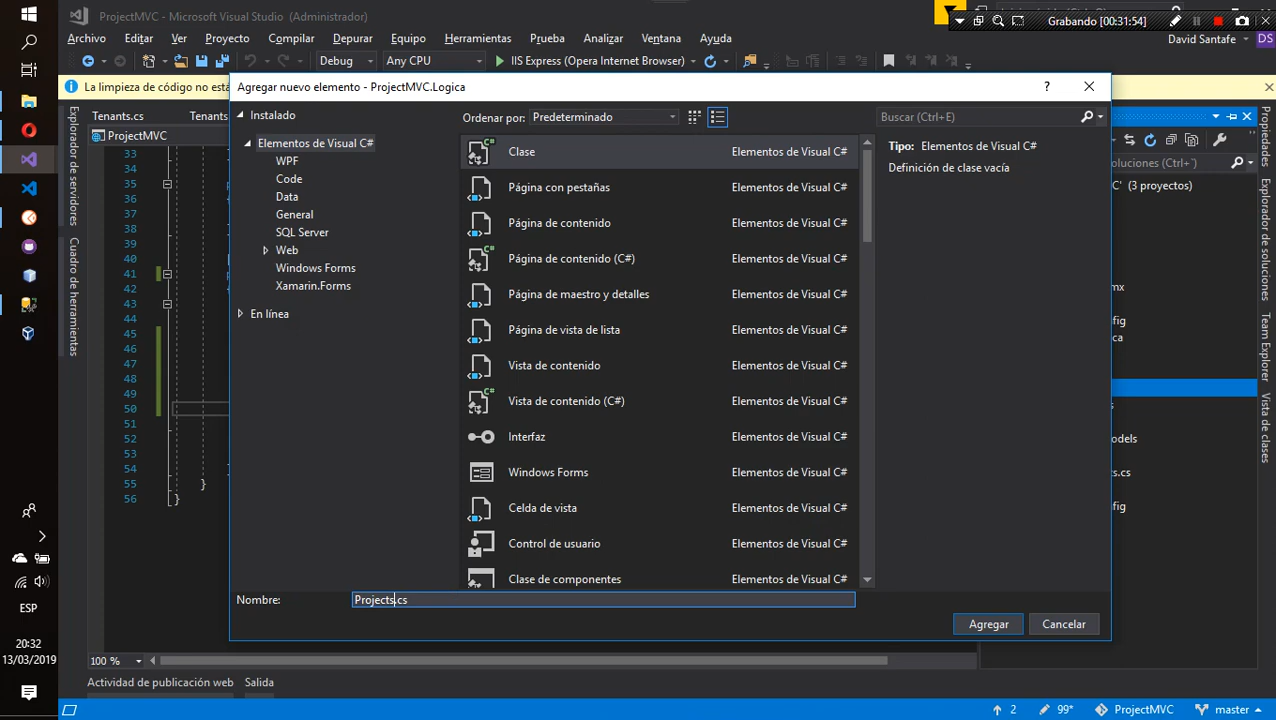 ProjectMVC - Microsoft Visual Studio (Administrador)
Grabando [00:31:54]
Archivo Editar Ver Proyecto Compilar Depurar Equipo Herramientas Prueba Analizar Ventana Ayuda
David Santafe DS
Debug Any CPU IIS Express (Opera Internet Browser)
La limpieza de código no está
Agregar nuevo elemento - ProjectMVC.Logica
?
Tenants.cs Tenants
ProjectMVC
Instalado
Ordenar por: Predeterminado
Buscar (Ctrl+E)
Elementos de Visual C#
WPF
Code
Data
General
SQL Server
Web
Windows Forms
Xamarin.Forms
En línea
Clase Elementos de Visual C#
Página con pestañas Elementos de Visual C#
Página de contenido Elementos de Visual C#
Página de contenido (C#) Elementos de Visual C#
Página de maestro y detalles Elementos de Visual C#
Página de vista de lista Elementos de Visual C#
Vista de contenido Elementos de Visual C#
Vista de contenido (C#) Elementos de Visual C#
Interfaz Elementos de Visual C#
Windows Forms Elementos de Visual C#
Celda de vista Elementos de Visual C#
Control de usuario Elementos de Visual C#
Clase de componentes Elementos de Visual C#
Tipo: Elementos de Visual C#
Definición de clase vacía
Nombre: Projects.cs
Agregar Cancelar
Explorador de servidores
Cuadro de herramientas
33
34
35
36
37
38
39
40
41
42
43
44
45
46
47
48
49
50
51
52
53
54
55 }
56 }
oluciones (Ctrl+´)
C' (3 proyectos)
mx
fig
ca
s
odels
ts.cs
fig
Propiedades
Explorador de soluciones
Team Explorer
Vista de clases
100 %
Actividad de publicación web Salida
ESP
20:32
13/03/2019
2 99* ProjectMVC master